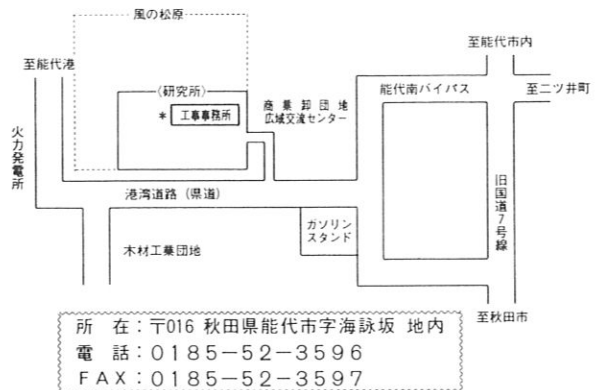 風の松原
至能代市内
至能代港
能代南バイパス
至二ツ井町
〈研究所〉
* 工事事務所
商業卸団地
広域交流センター
火力発電所
港湾道路（県道）
旧国道7号線
ガソリン
スタンド
木材工業団地
至秋田市
所 在：〒016 秋田県能代市字海詠坂 地内
電 話：0185-52-3596
FAX：0185-52-3597